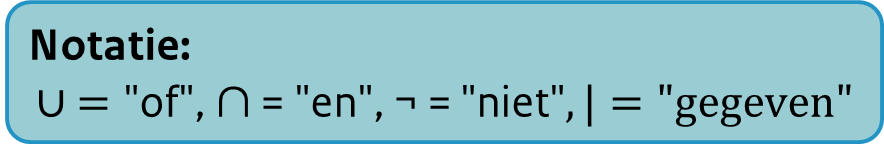 Notatie:
∪ = "of", ∩ = "en", ¬ = "niet", | = "gegeven"